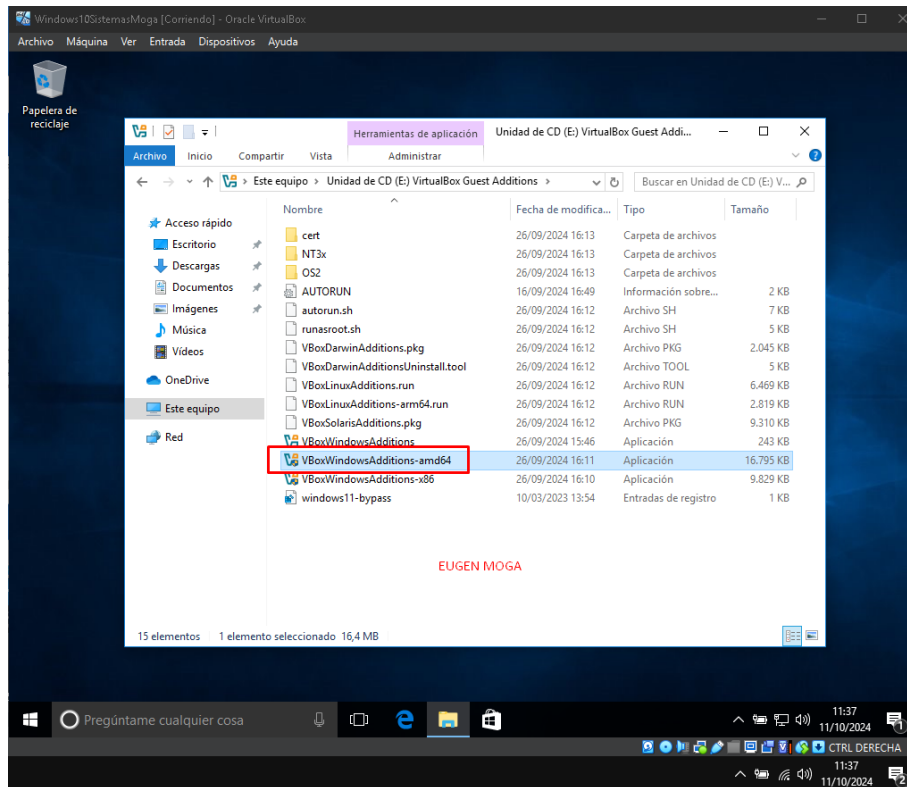 Windows10SistemasMoga [Corriendo] - Oracle VirtualBox
Archivo Máquina Ver Entrada Dispositivos Ayuda
Papelera de
reciclaje
Herramientas de aplicación Unidad de CD (E:) VirtualBox Guest Addi...
Archivo Inicio Compartir Vista Administrar
Este equipo > Unidad de CD (E:) VirtualBox Guest Additions > Buscar en Unidad de CD (E:) V...
Nombre Fecha de modifica... Tipo Tamaño
Acceso rápido
Escritorio
Descargas
Documentos
Imágenes
Música
Vídeos
OneDrive
Este equipo
Red
cert 26/09/2024 16:13 Carpeta de archivos
NT3x 26/09/2024 16:13 Carpeta de archivos
OS2 26/09/2024 16:13 Carpeta de archivos
AUTORUN 16/09/2024 16:49 Información sobre... 2 KB
autorun.sh 26/09/2024 16:12 Archivo SH 7 KB
runasroot.sh 26/09/2024 16:12 Archivo SH 5 KB
VBoxDarwinAdditions.pkg 26/09/2024 16:12 Archivo PKG 2.045 KB
VBoxDarwinAdditionsUninstall.tool 26/09/2024 16:12 Archivo TOOL 5 KB
VBoxLinuxAdditions.run 26/09/2024 16:12 Archivo RUN 6.469 KB
VBoxLinuxAdditions-arm64.run 26/09/2024 16:12 Archivo RUN 2.819 KB
VBoxSolarisAdditions.pkg 26/09/2024 16:12 Archivo PKG 9.310 KB
VBoxWindowsAdditions 26/09/2024 15:46 Aplicación 243 KB
VBoxWindowsAdditions-amd64 26/09/2024 16:11 Aplicación 16.795 KB
VBoxWindowsAdditions-x86 26/09/2024 16:10 Aplicación 9.829 KB
windows11-bypass 10/03/2023 13:54 Entradas de registro 1 KB
EUGEN MOGA
15 elementos 1 elemento seleccionado 16,4 MB
Pregúntame cualquier cosa
11:37
11/10/2024
1
CTRL DERECHA
11:37
11/10/2024
2